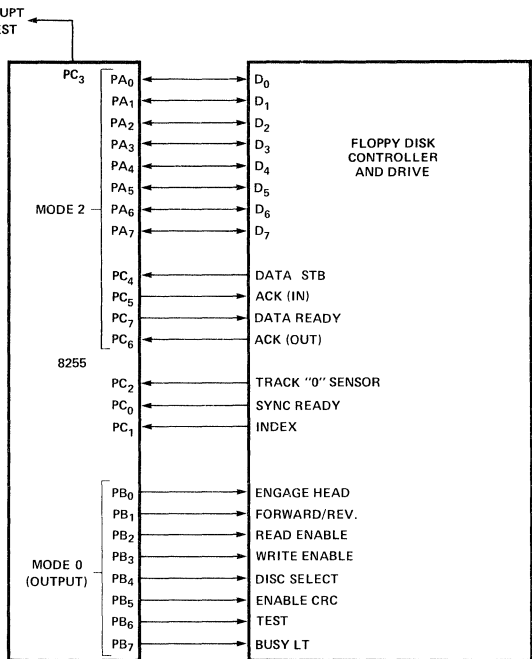 UPT
EST
PC3
PA0 D0
PA1 D1
PA2 D2
PA3 D3
FLOPPY DISK
CONTROLLER
AND DRIVE
PA4 D4
PA5 D5
MODE 2
PA6 D6
PA7 D7
PC4 DATA STB
PC5 ACK (IN)
PC7 DATA READY
PC6 ACK (OUT)
8255
PC2 TRACK "0" SENSOR
PC0 SYNC READY
PC1 INDEX
PB0 ENGAGE HEAD
PB1 FORWARD/REV.
PB2 READ ENABLE
PB3 WRITE ENABLE
MODE 0
(OUTPUT)
PB4 DISC SELECT
PB5 ENABLE CRC
PB6 TEST
PB7 BUSY LT